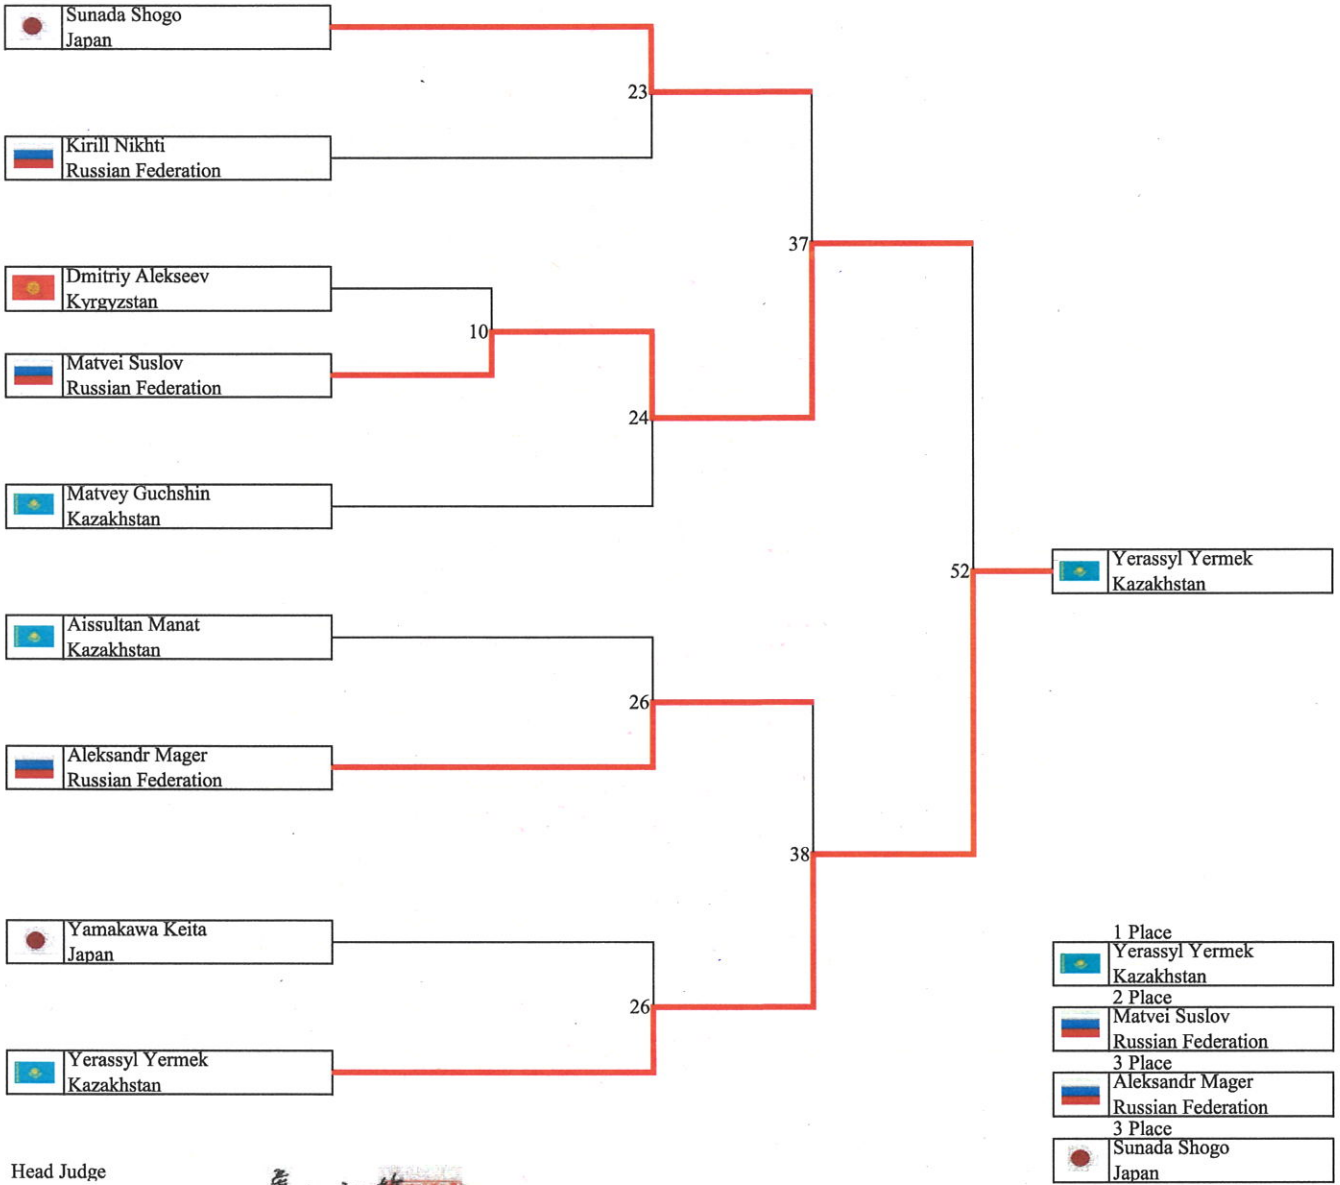 Sunada Shogo
Japan
23
Kirill Nikhti
Russian Federation
37
Dmitriy Alekseev
Kyrgyzstan
10
Matvei Suslov
Russian Federation
24
Matvey Guchshin
Kazakhstan
52
Yerassyl Yermek
Kazakhstan
Aissultan Manat
Kazakhstan
26
Aleksandr Mager
Russian Federation
38
Yamakawa Keita
Japan
26
Yerassyl Yermek
Kazakhstan
1 Place
Yerassyl Yermek
Kazakhstan
2 Place
Matvei Suslov
Russian Federation
3 Place
Aleksandr Mager
Russian Federation
3 Place
Sunada Shogo
Japan
Head Judge